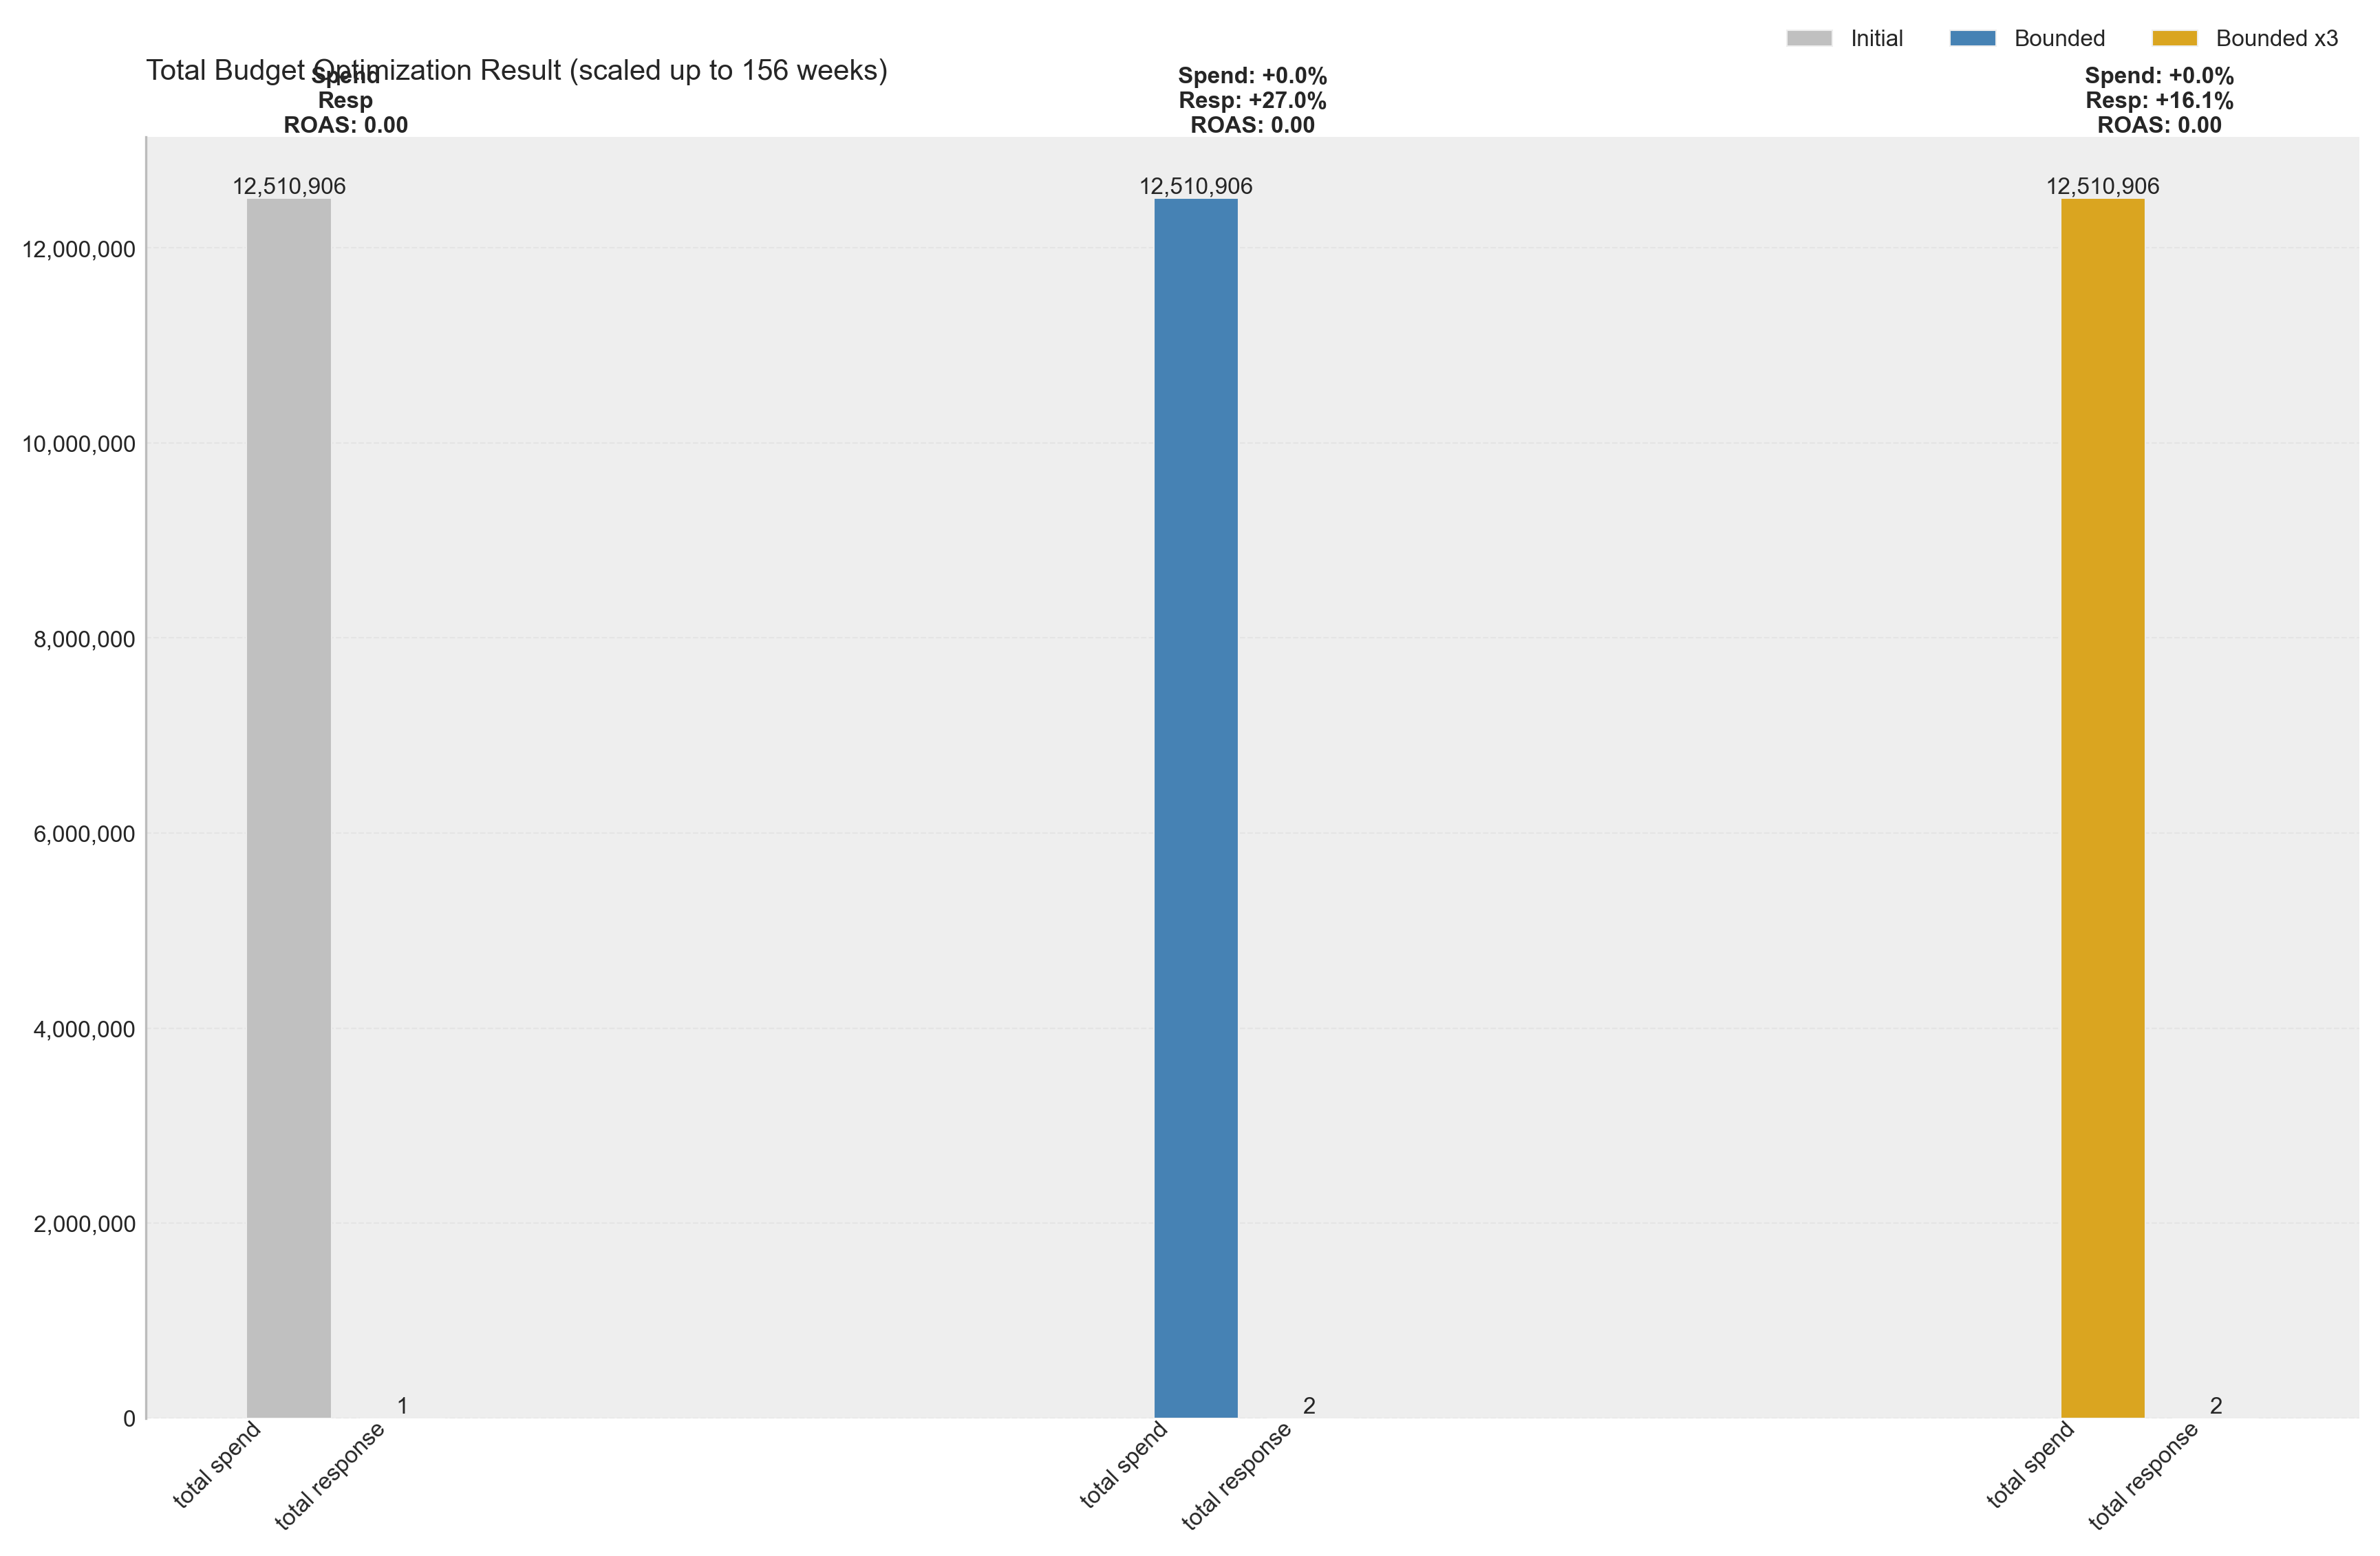 Initial
Bounded
Bounded x3
Total Budget Optimization Result (scaled up to 156 weeks)
Spend
Resp
ROAS: 0.00
Spend: +0.0%
Resp: +27.0%
ROAS: 0.00
Spend: +0.0%
Resp: +16.1%
ROAS: 0.00
12,510,906
12,510,906
12,510,906
12,000,000
10,000,000
8,000,000
6,000,000
4,000,000
2,000,000
0
1
2
2
total spend
total response
total spend
total response
total spend
total response